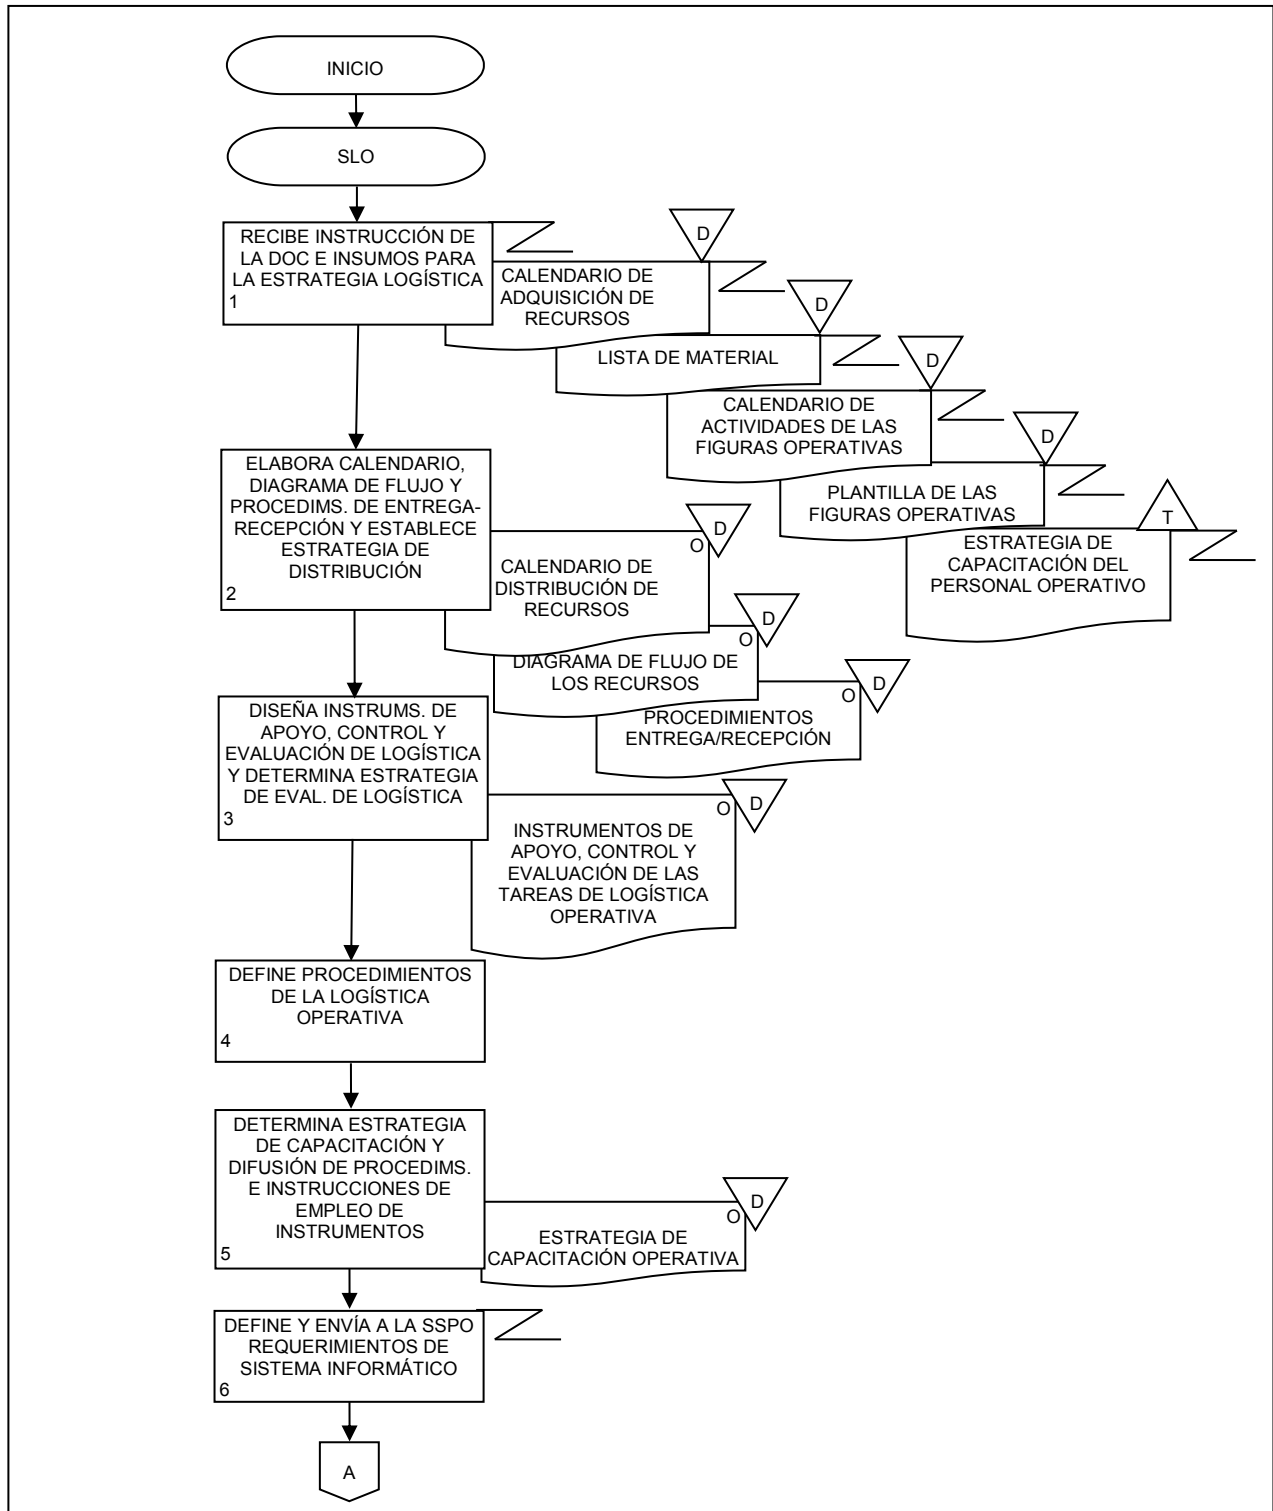 INICIO
SLO
RECIBE INSTRUCCIÓN DE
LA DOC E INSUMOS PARA
LA ESTRATEGIA LOGÍSTICA
1
D
CALENDARIO DE
ADQUISICIÓN DE
RECURSOS
D
LISTA DE MATERIAL
D
CALENDARIO DE
ACTIVIDADES DE LAS
FIGURAS OPERATIVAS
D
PLANTILLA DE LAS
FIGURAS OPERATIVAS
T
ESTRATEGIA DE
CAPACITACIÓN DEL
PERSONAL OPERATIVO
ELABORA CALENDARIO,
DIAGRAMA DE FLUJO Y
PROCEDIMS. DE ENTREGA-
RECEPCIÓN Y ESTABLECE
ESTRATEGIA DE
DISTRIBUCIÓN
2
D
O
CALENDARIO DE
DISTRIBUCIÓN DE
RECURSOS
D
O
DIAGRAMA DE FLUJO DE
LOS RECURSOS
D
O
PROCEDIMIENTOS
ENTREGA/RECEPCIÓN
DISEÑA INSTRUMS. DE
APOYO, CONTROL Y
EVALUACIÓN DE LOGÍSTICA
Y DETERMINA ESTRATEGIA
DE EVAL. DE LOGÍSTICA
3
O D
INSTRUMENTOS DE
APOYO, CONTROL Y
EVALUACIÓN DE LAS
TAREAS DE LOGÍSTICA
OPERATIVA
DEFINE PROCEDIMIENTOS
DE LA LOGÍSTICA
OPERATIVA
4
DETERMINA ESTRATEGIA
DE CAPACITACIÓN Y
DIFUSIÓN DE PROCEDIMS.
E INSTRUCCIONES DE
EMPLEO DE
INSTRUMENTOS
5
D
O
ESTRATEGIA DE
CAPACITACIÓN OPERATIVA
DEFINE Y ENVÍA A LA SSPO
REQUERIMIENTOS DE
SISTEMA INFORMÁTICO
6
A